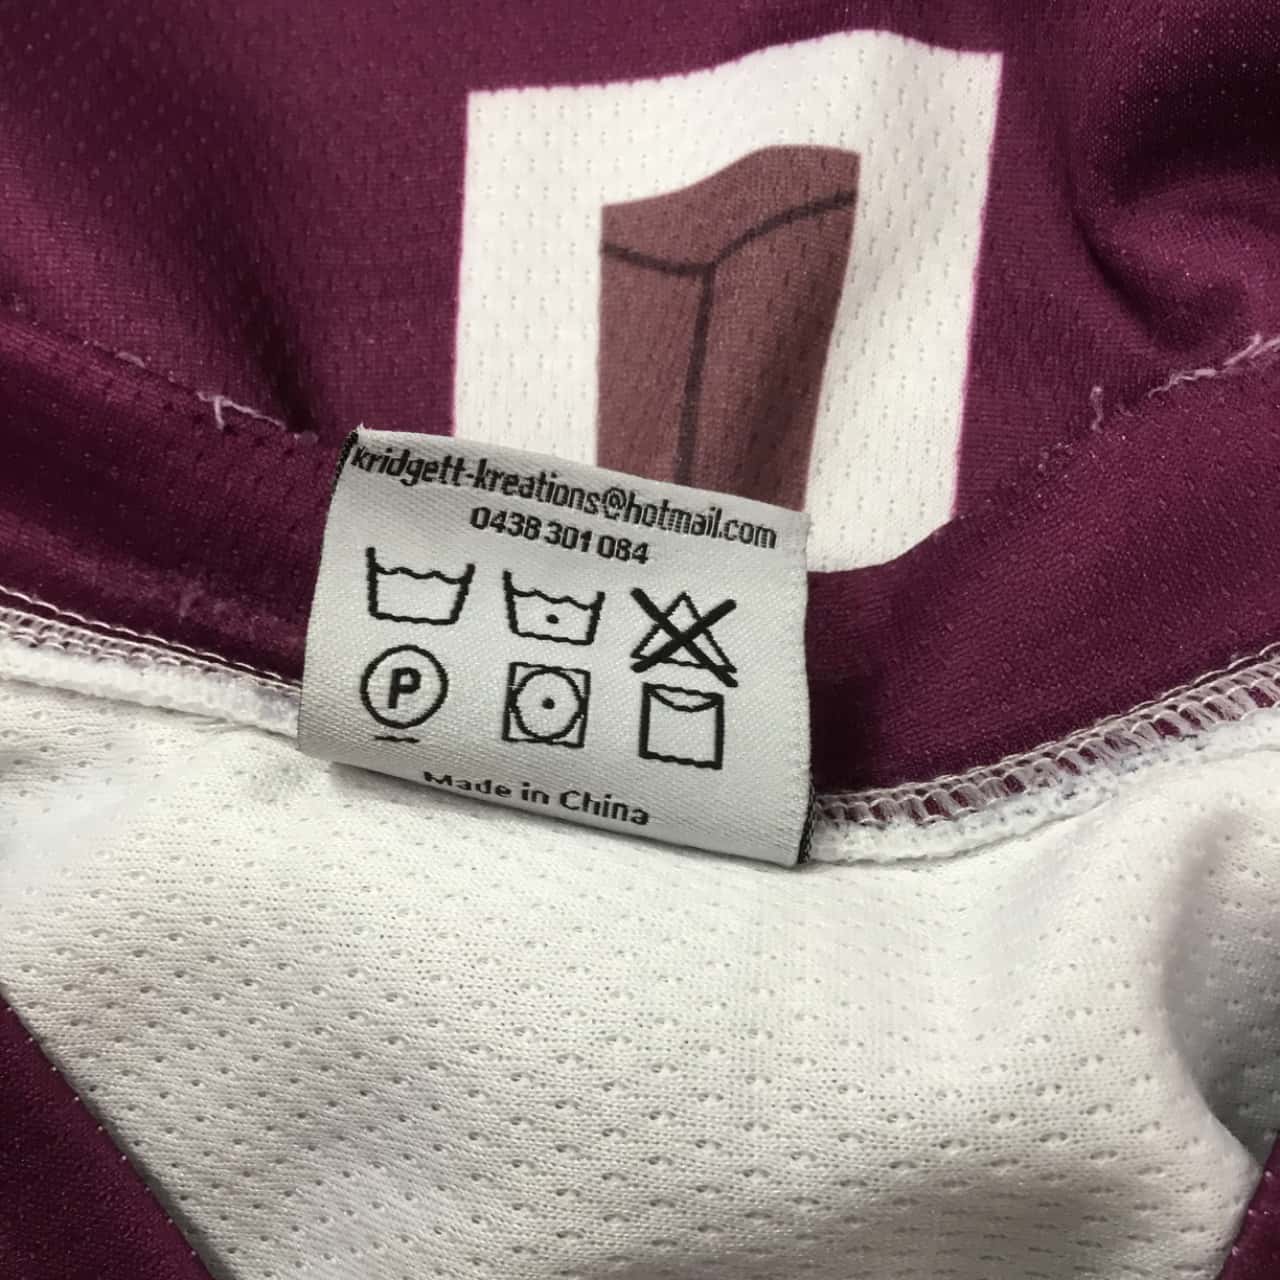 kridgett-kreations@hotmail.com
0438 301 084
P
Made in China